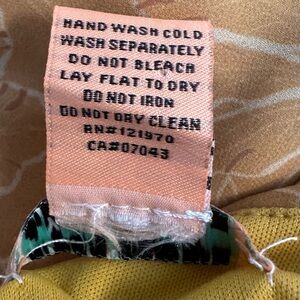 HAND WASH COLD
WASH SEPARATELY
DO NOT BLEACH
LAY FLAT TO DRY
DO NOT IRON
DO NOT DRY CLEAN
RN#121970
CA#07043